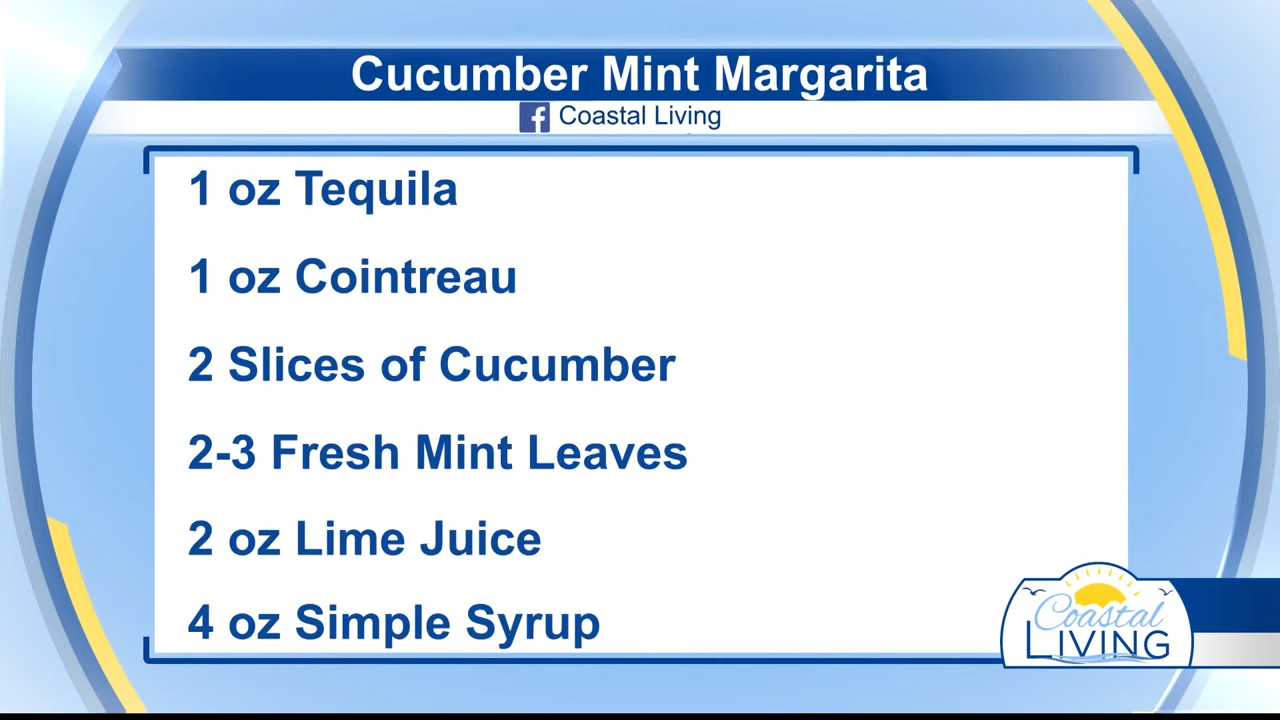 Cucumber Mint Margarita
Coastal Living
1 oz Tequila
1 oz Cointreau
2 Slices of Cucumber
2-3 Fresh Mint Leaves
2 oz Lime Juice
4 oz Simple Syrup
Coastal
LIVING